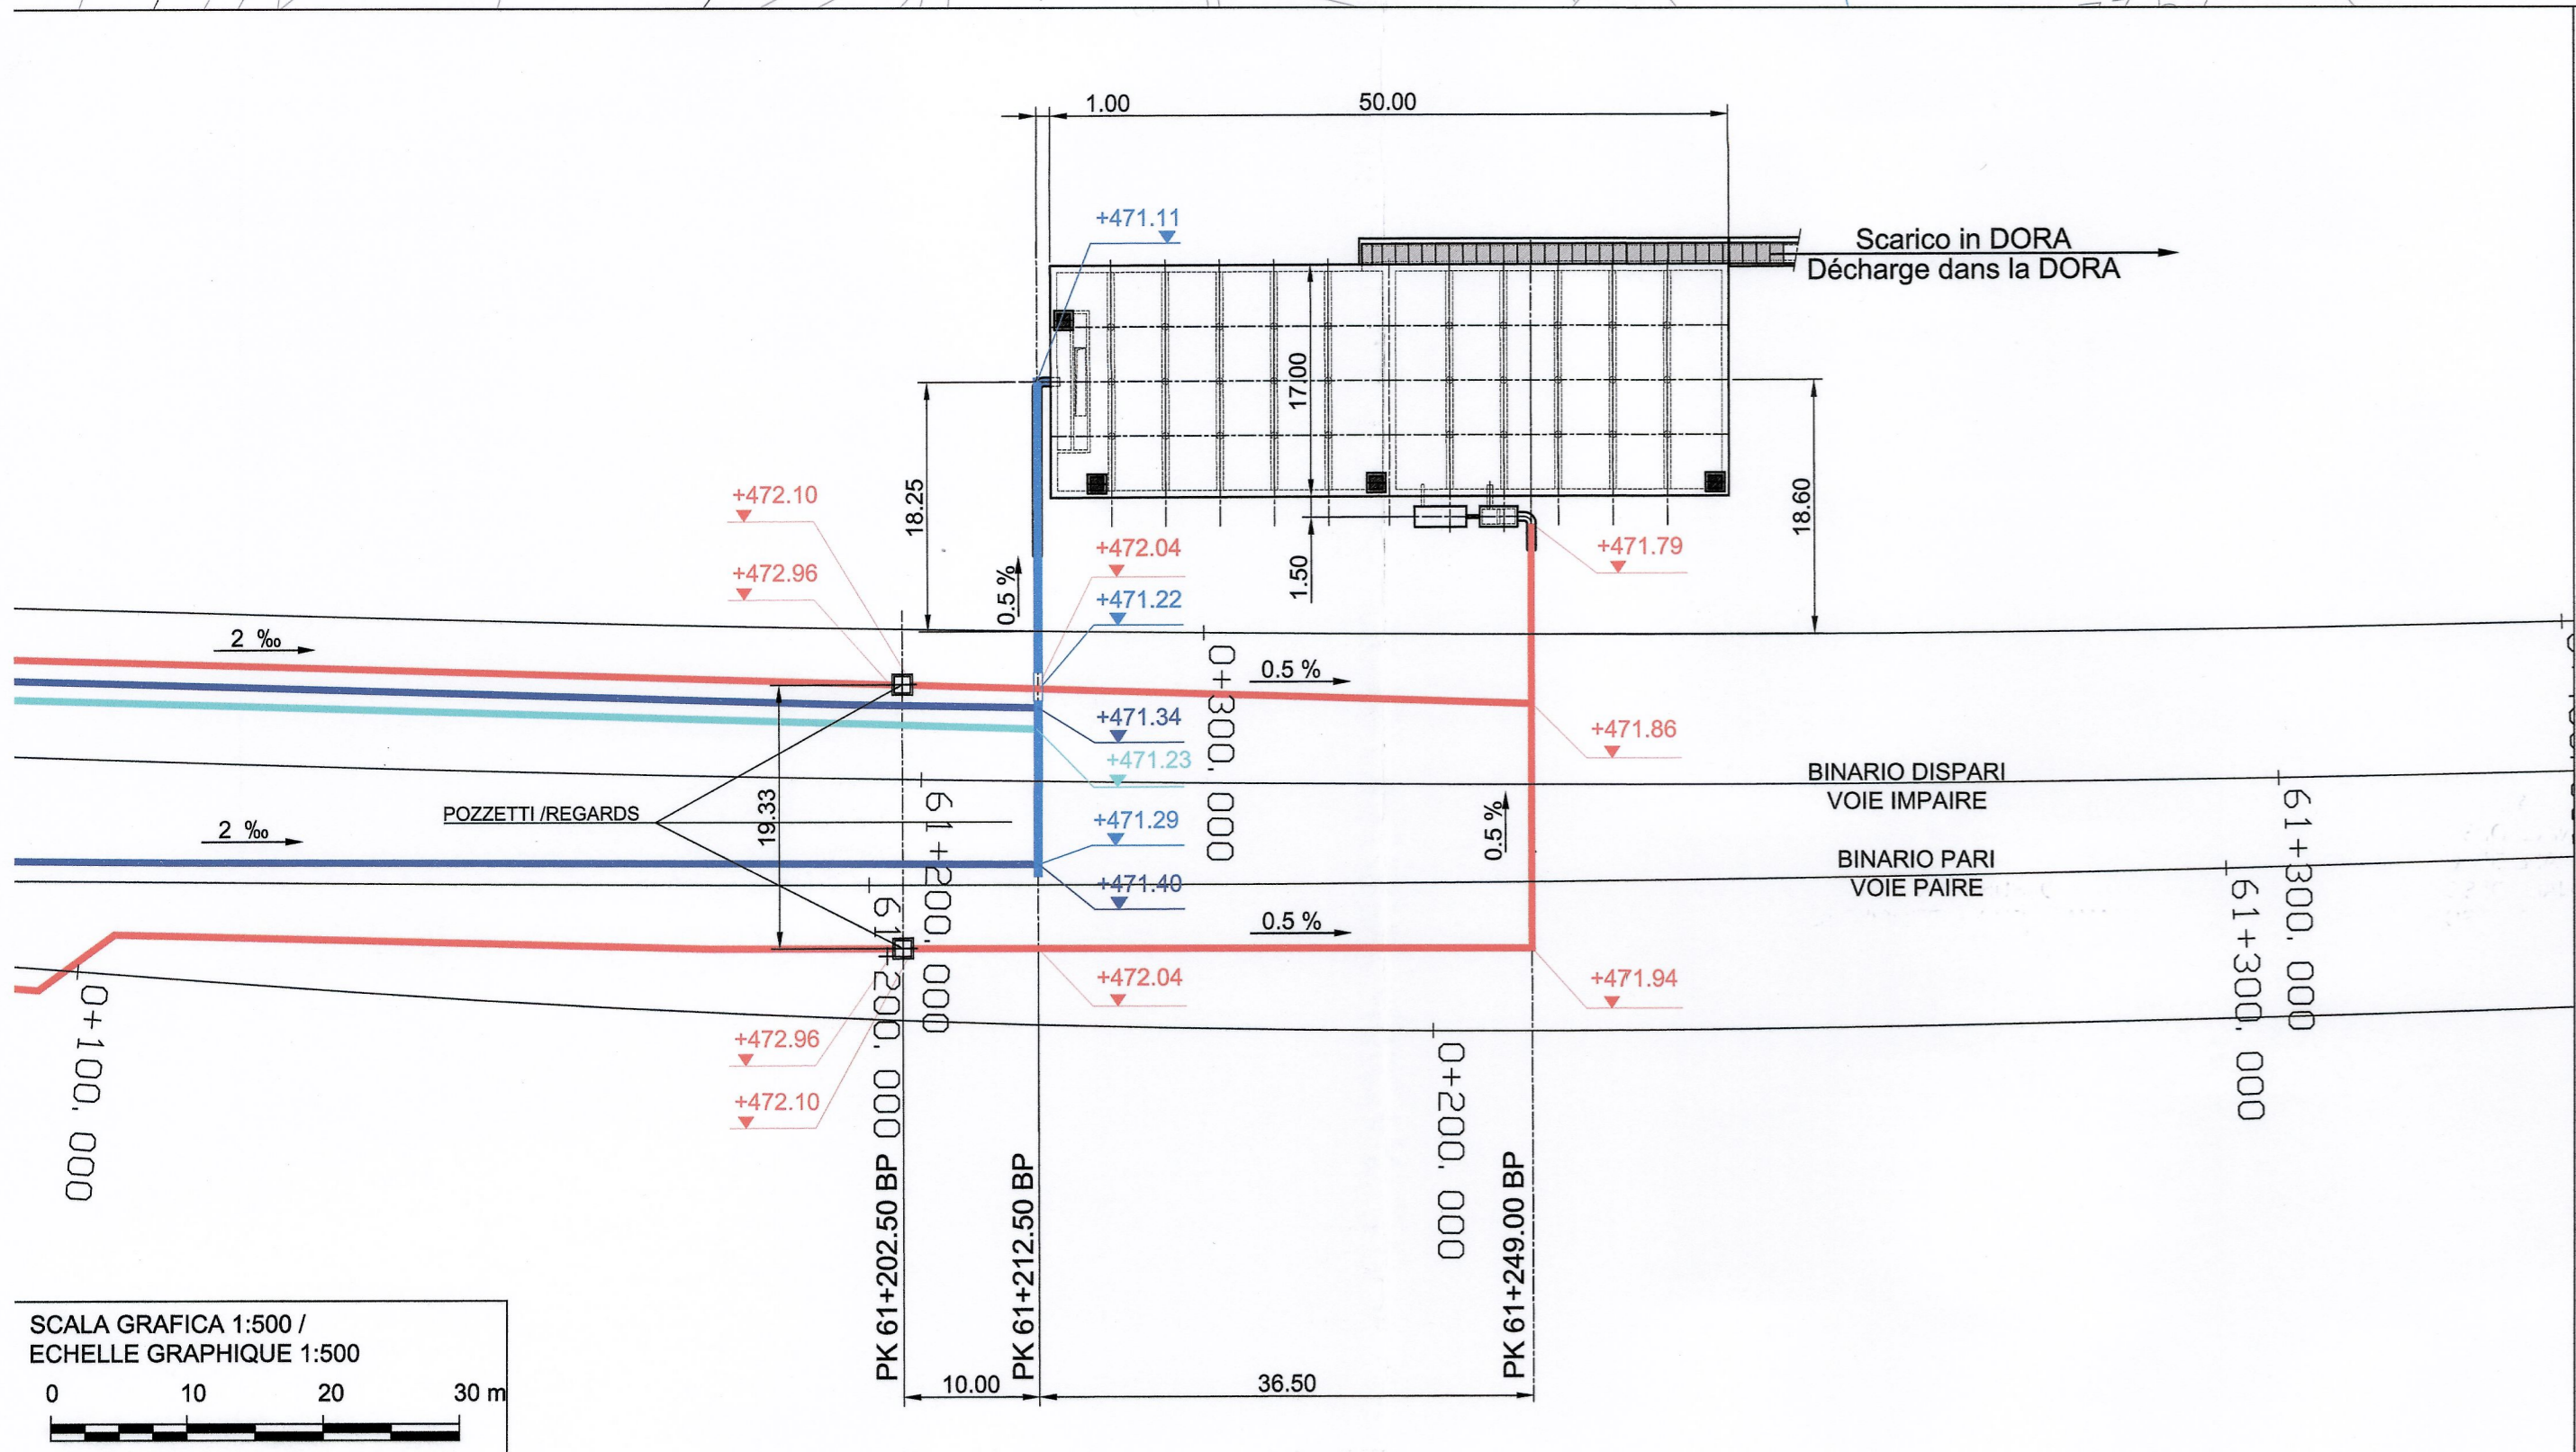 1.00
50.00
+471.11
Scarico in DORA
Décharge dans la DORA
17.00
18.25
18.60
+472.10
+472.96
0.5 %
+472.04
+471.22
1.50
+471.79
2 ‰
0.5 %
0+300, 000
+471.34
+471.23
+471.86
BINARIO DISPARI
VOIE IMPAIRE
POZZETTI /REGARDS
19.33
61+200, 000
+471.29
0.5 %
2 ‰
BINARIO PARI
VOIE PAIRE
+471.40
61+300, 000
61+300, 000
61+200, 000
0.5 %
+472.04
+471.94
0+100, 000
+472.96
+472.10
0+200, 000
PK 61+202.50 BP
PK 61+212.50 BP
PK 61+249.00 BP
10.00
36.50
SCALA GRAFICA 1:500 /
ECHELLE GRAPHIQUE 1:500
0 10 20 30 m